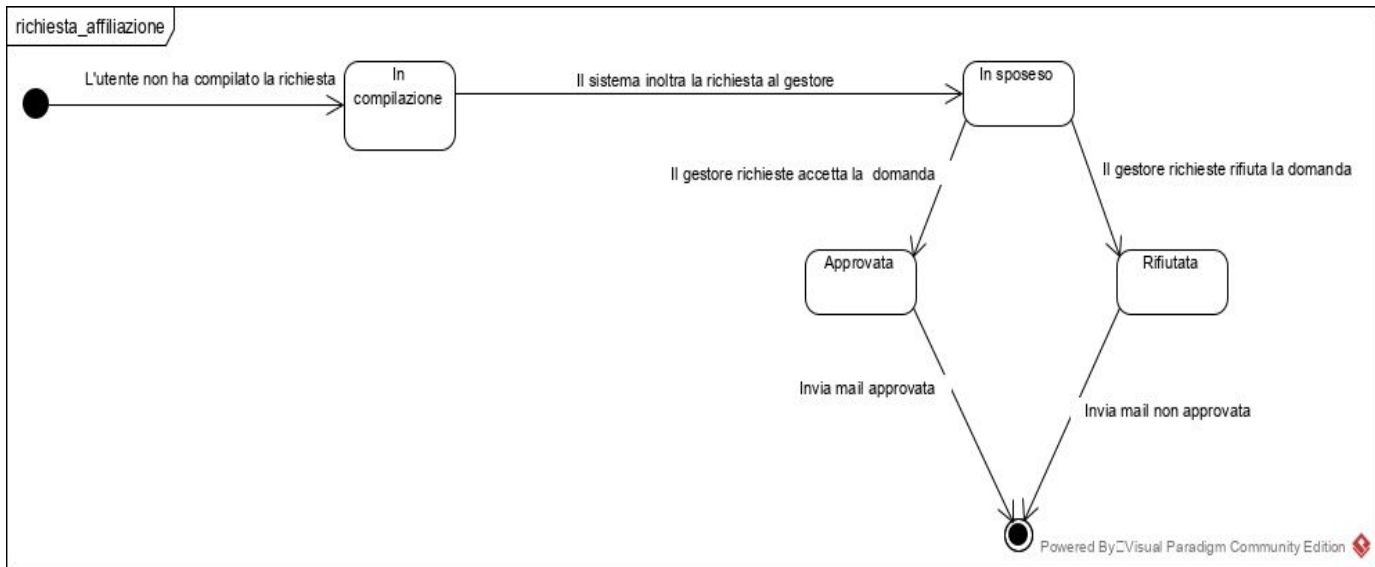 richiesta_affiliazione
L'utente non ha compilato la richiesta
In
compilazione
Il sistema inoltra la richiesta al gestore
In sposeso
Il gestore richieste accetta la domanda
Il gestore richieste rifiuta la domanda
Approvata
Rifiutata
Invia mail approvata
Invia mail non approvata
Powered By Visual Paradigm Community Edition